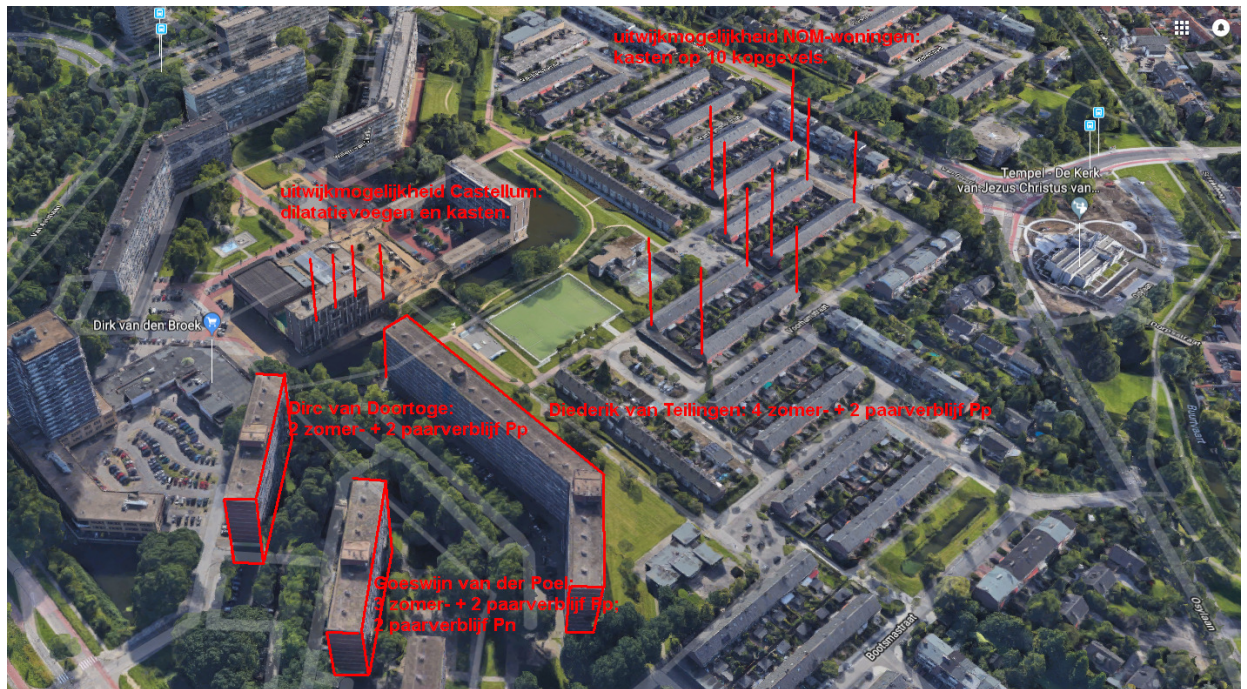 uitwijkmogelijkheid NOM-woningen:
kasten op 10 kopgevels.
Tempel - De Kerk
van Jezus Christus van...
uitwijkmogelijkheid Castellum:
dilatatievoegen en kasten.
Dirk van den Broek
Dirc van Doortoge:
2 zomer- + 2 paarverblijf Pp
Diederik van Teilingen: 4 zomer- + 2 paarverblijf Pp
Goeswijn van der Poel:
3 zomer- + 2 paarverblijf Pp
2 paarverblijf Pn
Bootsmastraat
Osylaan